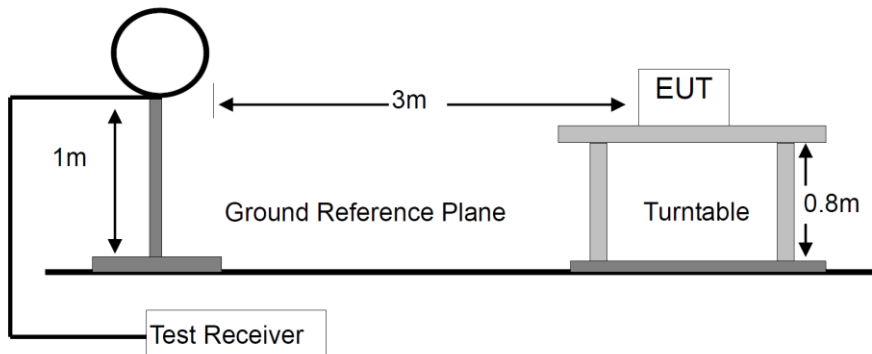 EUT
3m
1m
0.8m
Ground Reference Plane
Turntable
Test Receiver